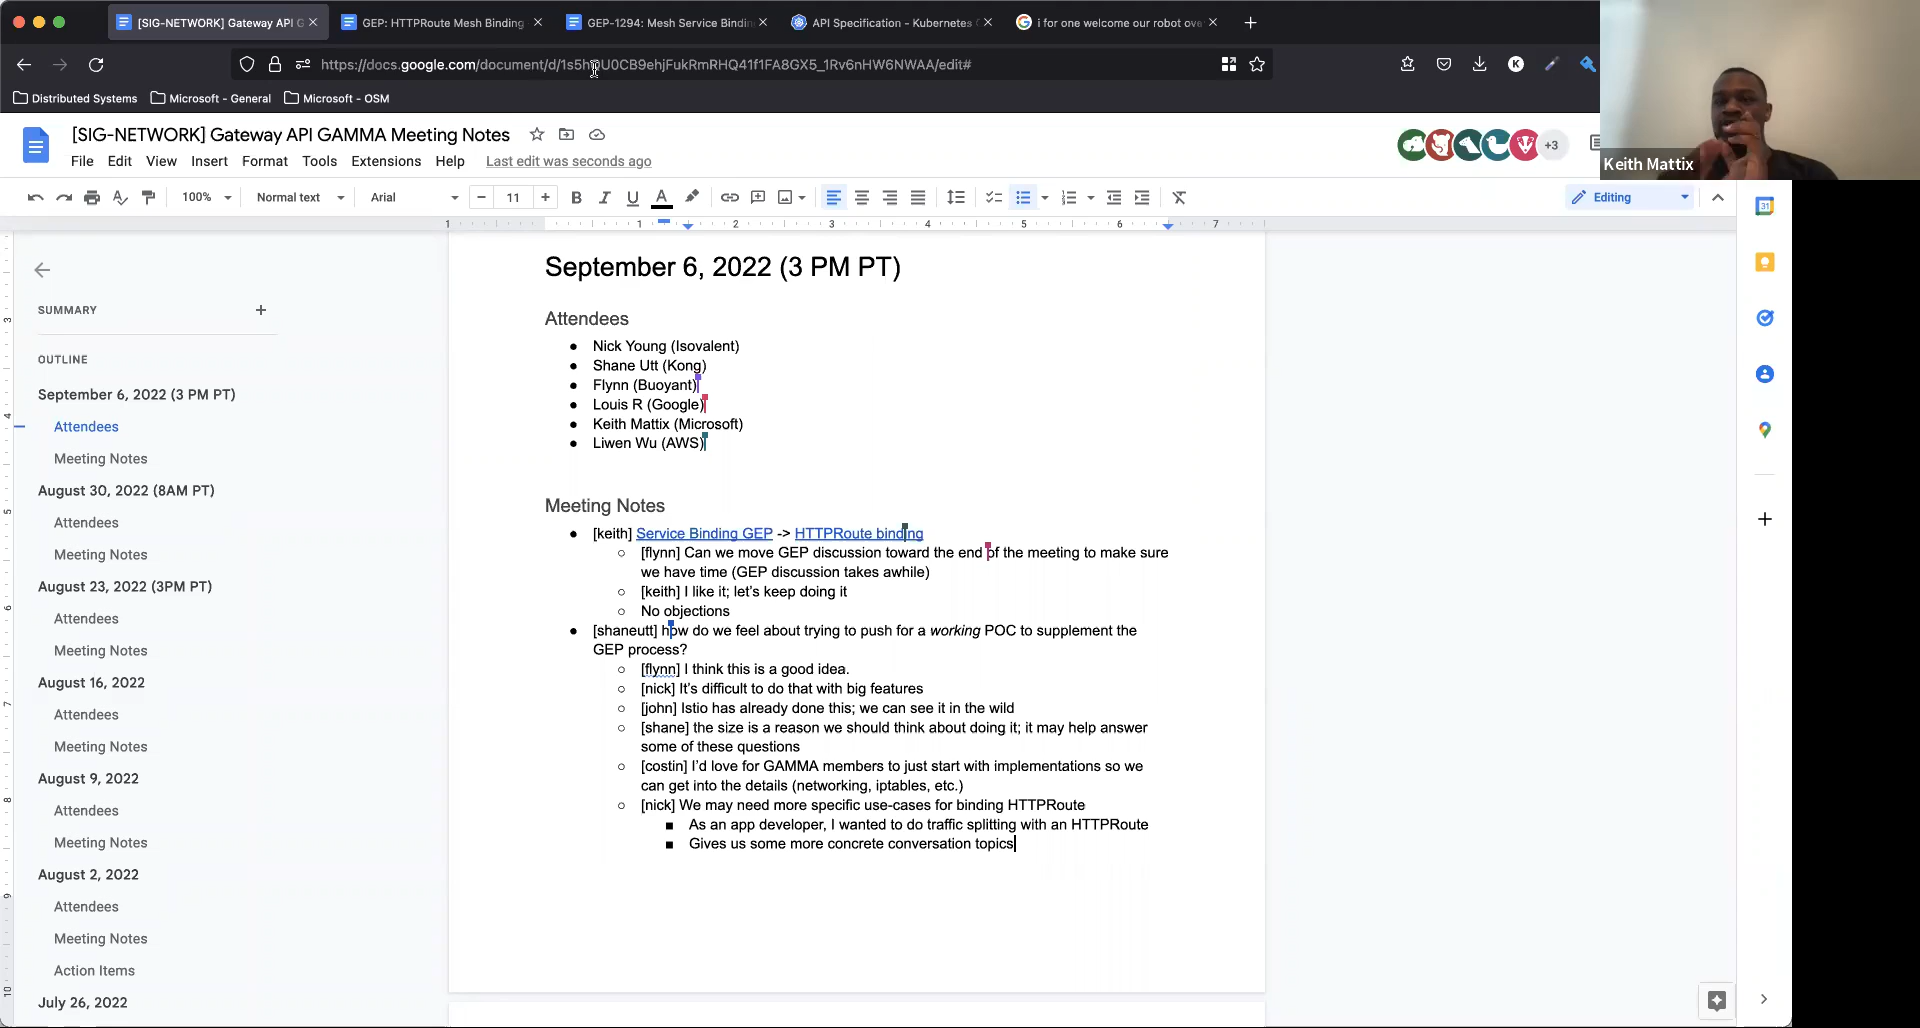 [SIG-NETWORK] Gateway API G
GEP: HTTPRoute Mesh Binding
GEP-1294: Mesh Service Bindin
API Specification - Kubernetes
i for one welcome our robot ove
https://docs.google.com/document/d/1s5h0U0CB9ehjFukRmRHQ41f1FA8GX5_1Rv6nHW6NWAA/edit#
Distributed Systems
Microsoft - General
Microsoft - OSM
[SIG-NETWORK] Gateway API GAMMA Meeting Notes
+3
Keith Mattix
File Edit View Insert Format Tools Extensions Help Last edit was seconds ago
100% Normal text Arial 11 Editing
1 1 2 3 4 5 6 7
SUMMARY
OUTLINE
September 6, 2022 (3 PM PT)
Attendees
Meeting Notes
August 30, 2022 (8AM PT)
Attendees
Meeting Notes
August 23, 2022 (3PM PT)
Attendees
Meeting Notes
August 16, 2022
Attendees
Meeting Notes
August 9, 2022
Attendees
Meeting Notes
August 2, 2022
Attendees
Meeting Notes
Action Items
July 26, 2022
September 6, 2022 (3 PM PT)
Attendees
Nick Young (Isovalent)
Shane Utt (Kong)
Flynn (Buoyant)
Louis R (Google)
Keith Mattix (Microsoft)
Liwen Wu (AWS)
Meeting Notes
[keith] Service Binding GEP -> HTTPRoute binding
[flynn] Can we move GEP discussion toward the end of the meeting to make sure
we have time (GEP discussion takes awhile)
[keith] I like it; let's keep doing it
No objections
[shaneutt] how do we feel about trying to push for a working POC to supplement the
GEP process?
[flynn] I think this is a good idea.
[nick] It's difficult to do that with big features
[john] Istio has already done this; we can see it in the wild
[shane] the size is a reason we should think about doing it; it may help answer
some of these questions
[costin] I'd love for GAMMA members to just start with implementations so we
can get into the details (networking, iptables, etc.)
[nick] We may need more specific use-cases for binding HTTPRoute
As an app developer, I wanted to do traffic splitting with an HTTPRoute
Gives us some more concrete conversation topics